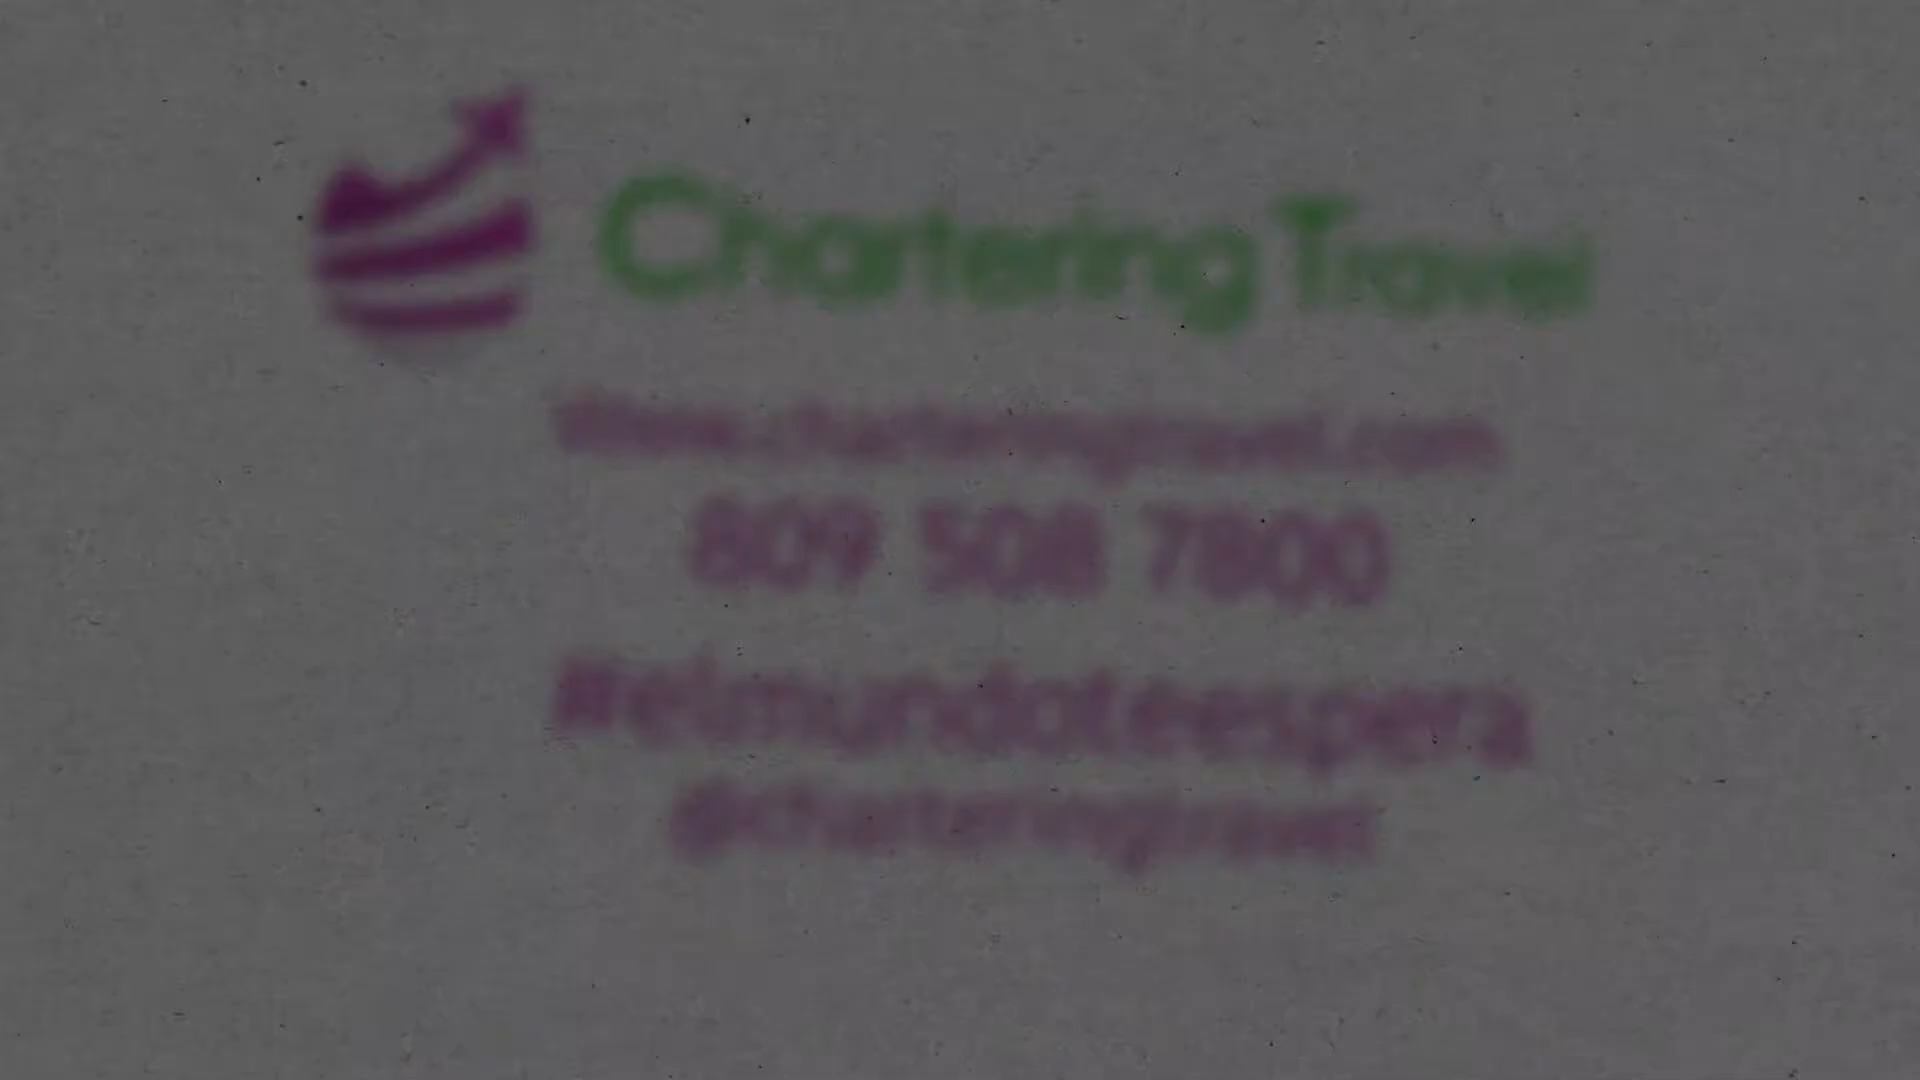 Chartering Travel
www.charteringtravel.com
809 508 7800
#elmundoteespera
@charteringtravel